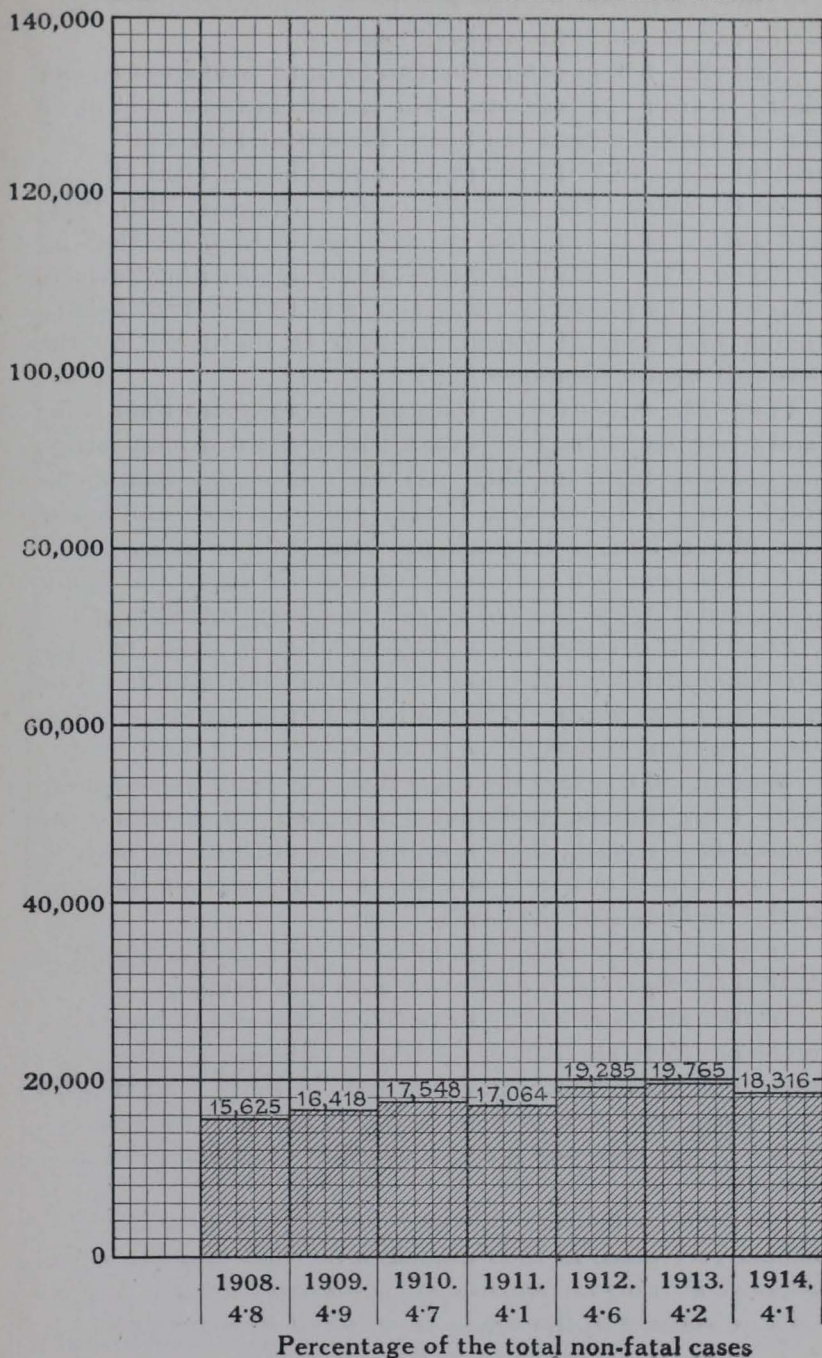 140,000
120,000
100,000
80,000
60,000
40,000
20,000
0
15,625 16,418 17,548 17,064 19,285 19,765 18,316
1908. 1909. 1910. 1911. 1912. 1913. 1914.
4·8 4·9 4·7 4·1 4·6 4·2 4·1
Percentage of the total non-fatal cases